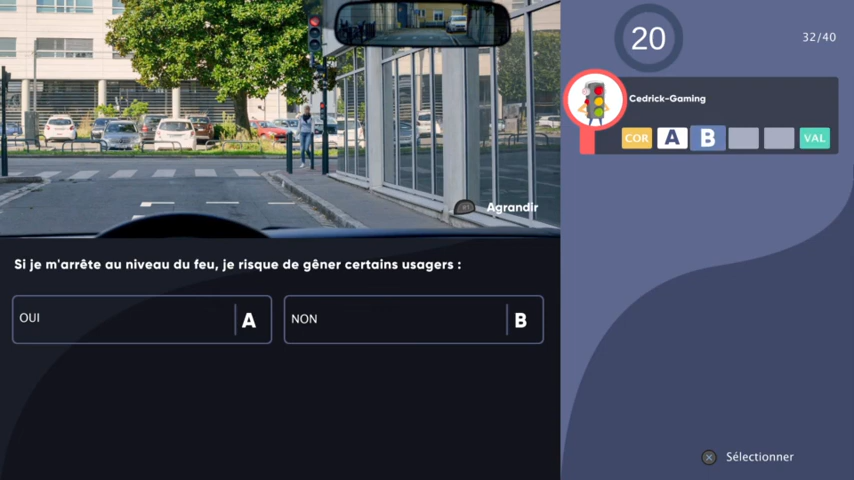 20
32/40
Cedrick-Gaming
COR A B VAL
Agrandir
Si je m'arrête au niveau du feu, je risque de gêner certains usagers :
OUI A
NON B
Sélectionner